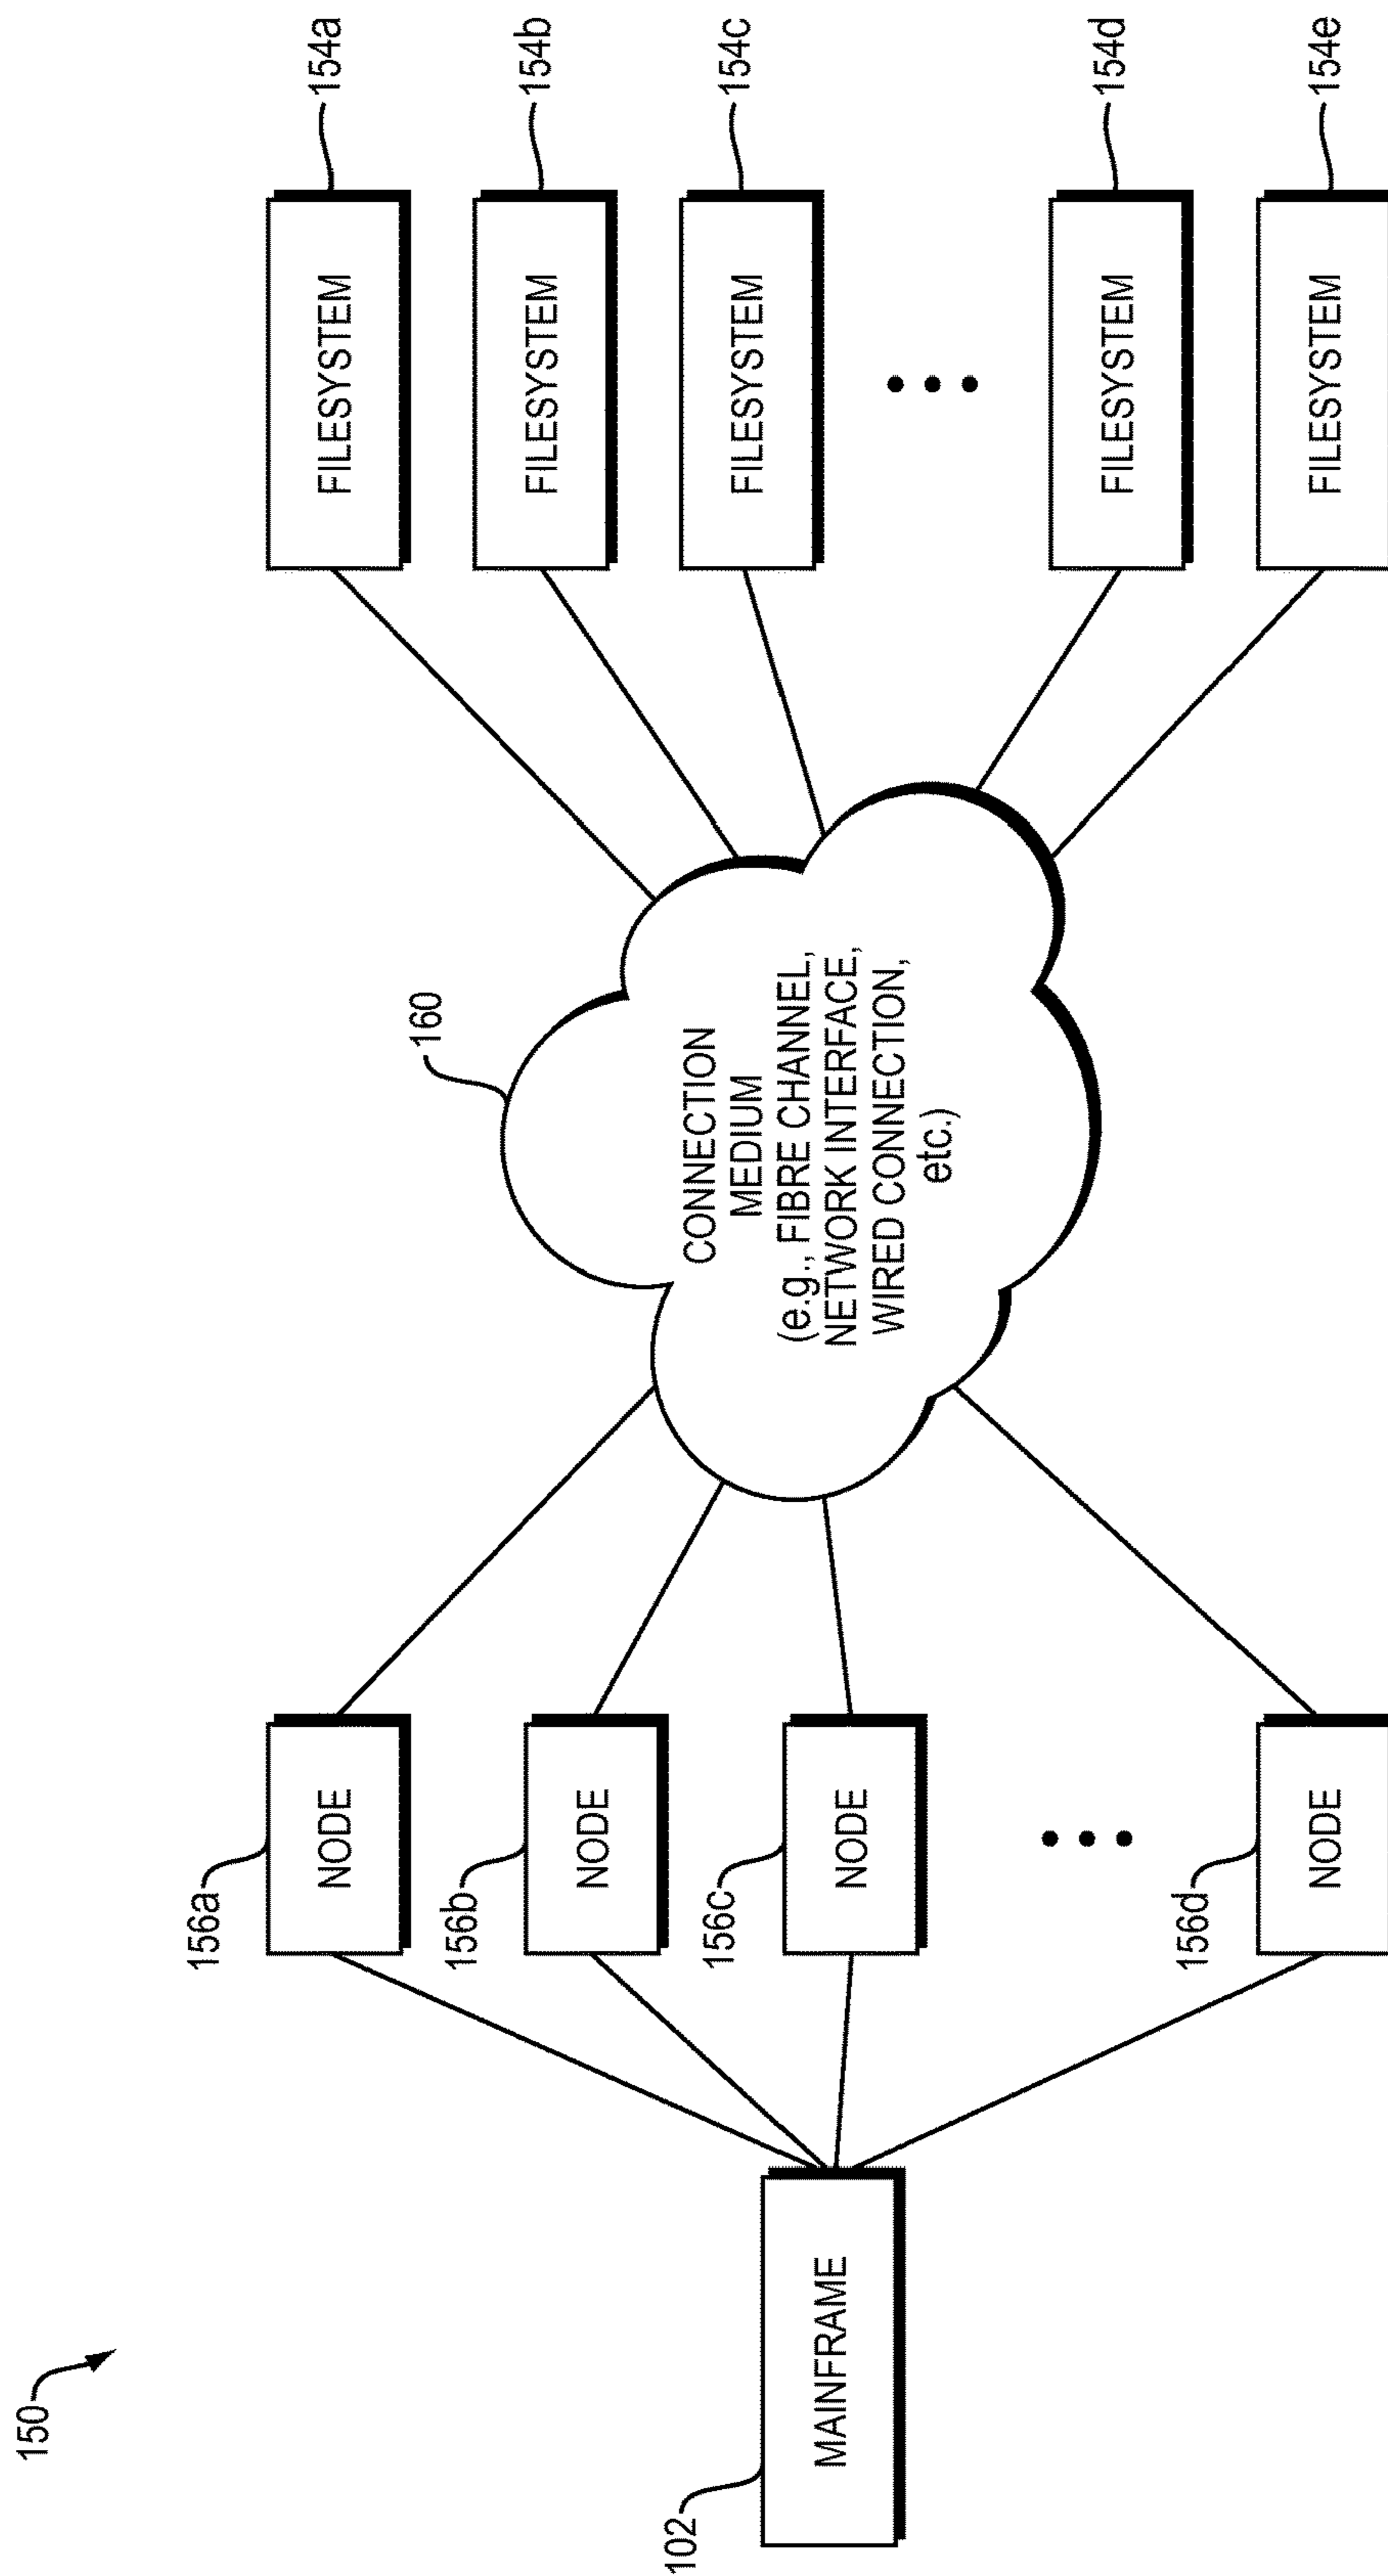 150
102
MAINFRAME
156a
NODE
156b
NODE
156c
NODE
156d
NODE
160
CONNECTION
MEDIUM
(e.g., FIBRE CHANNEL,
NETWORK INTERFACE,
WIRED CONNECTION,
etc.)
FILESYSTEM
154a
FILESYSTEM
154b
FILESYSTEM
154c
FILESYSTEM
154d
FILESYSTEM
154e